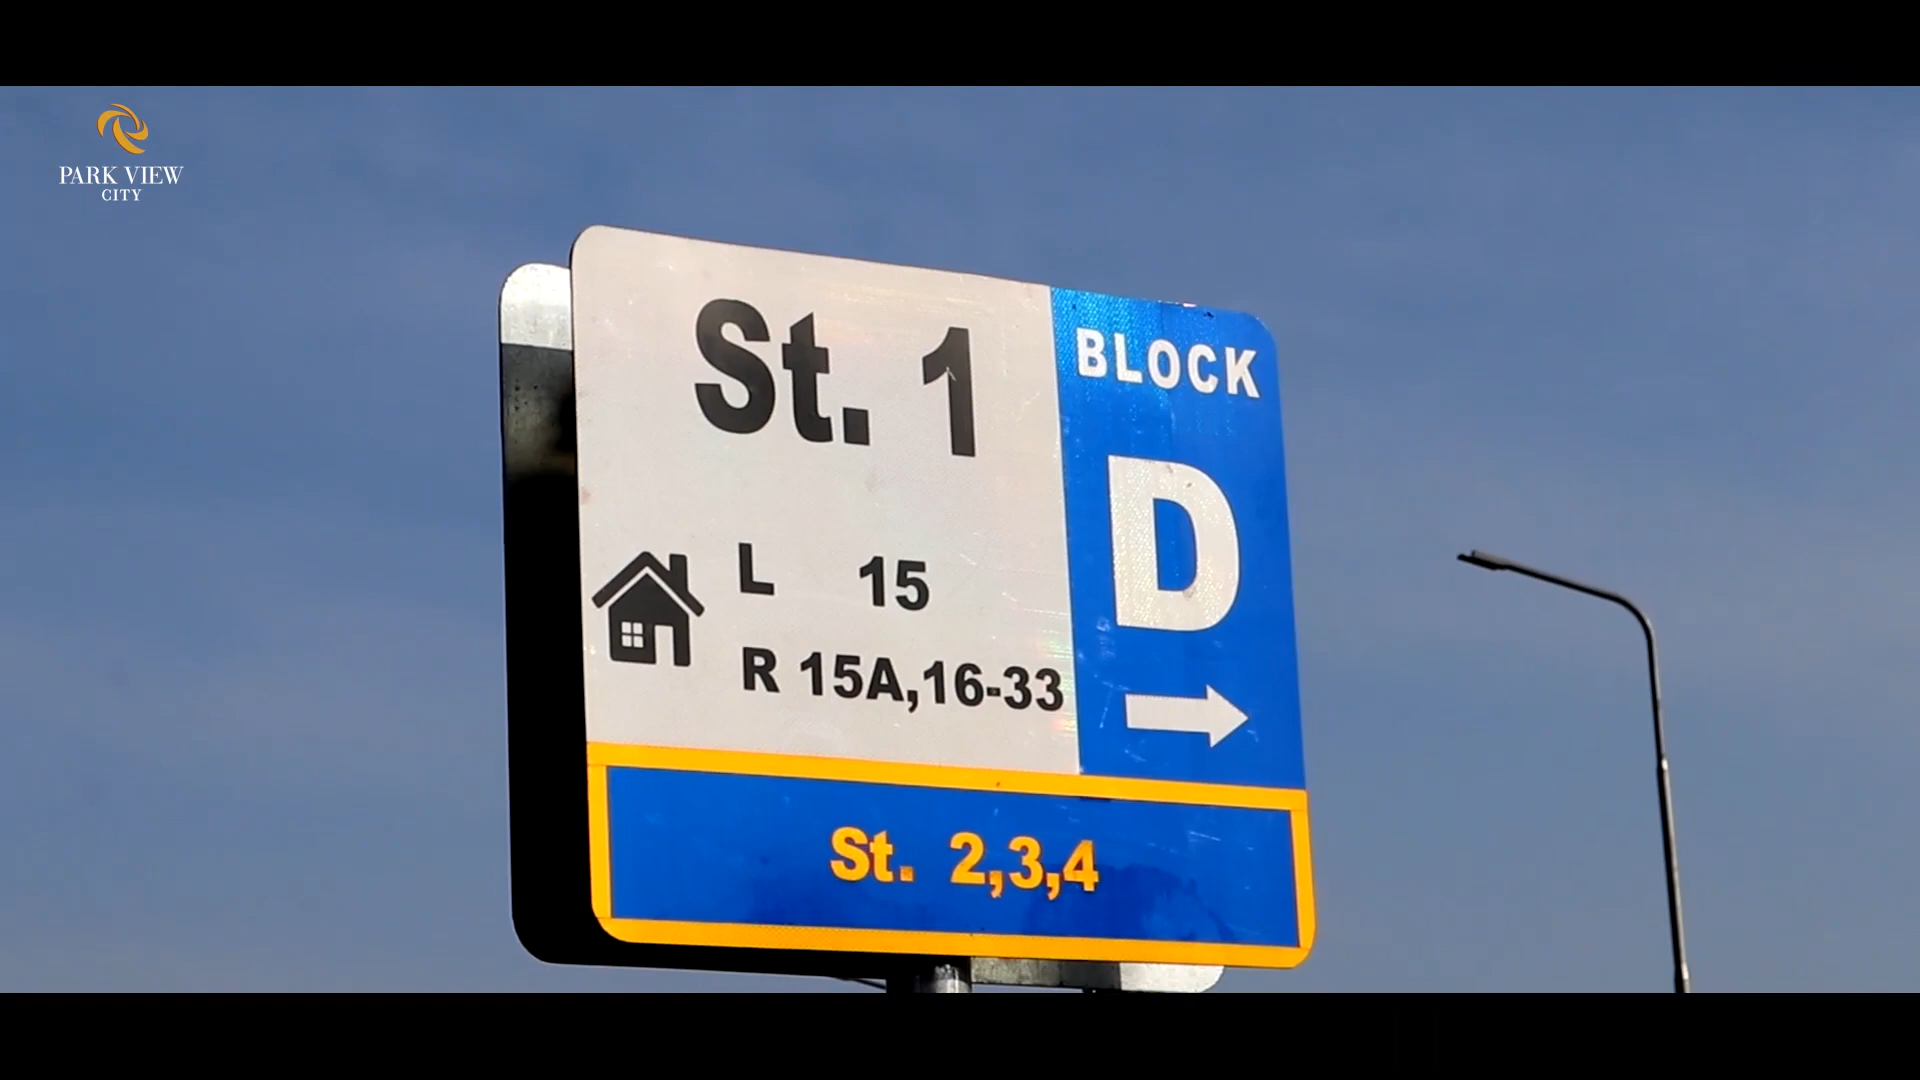 PARK VIEW
CITY
St. 1
BLOCK
D
L 15
R 15A,16-33
St. 2,3,4